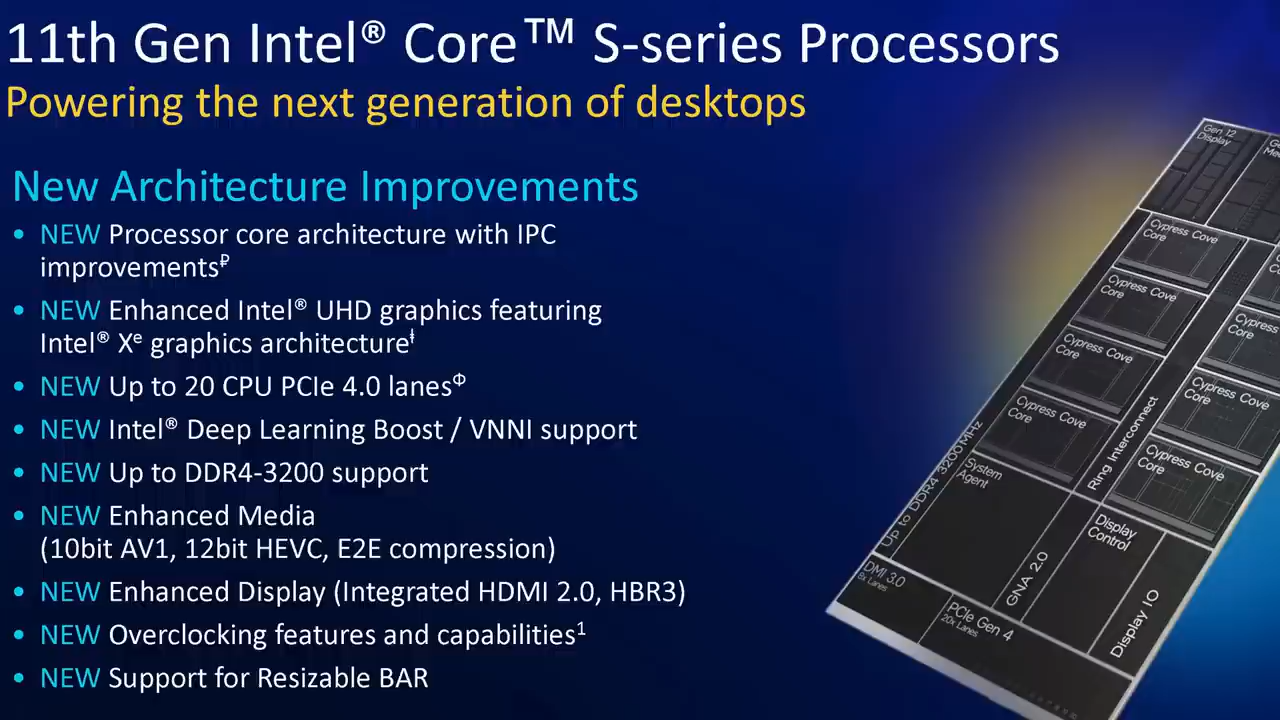 11th Gen Intel® Core™ S-series Processors
Powering the next generation of desktops
New Architecture Improvements
• NEW Processor core architecture with IPC
improvements₽
• NEW Enhanced Intel® UHD graphics featuring
Intel® Xᵉ graphics architectureƗ
• NEW Up to 20 CPU PCIe 4.0 lanesΦ
• NEW Intel® Deep Learning Boost / VNNI support
• NEW Up to DDR4-3200 support
• NEW Enhanced Media
(10bit AV1, 12bit HEVC, E2E compression)
• NEW Enhanced Display (Integrated HDMI 2.0, HBR3)
• NEW Overclocking features and capabilities¹
• NEW Support for Resizable BAR
Gen 12
Display
Cypress Cove
Core
Cypress Cove
Core
Cypress Cove
Core
Cypress Cove
Core
Cypress Cove
Core
Cypress Cove
Core
Cypress Cove
Core
Up to DDR4 3200MHz
System
Agent
Ring Interconnect
GNA 2.0
Display
Control
Display IO
DMI 3.0
8x Lanes
PCIe Gen 4
20x Lanes